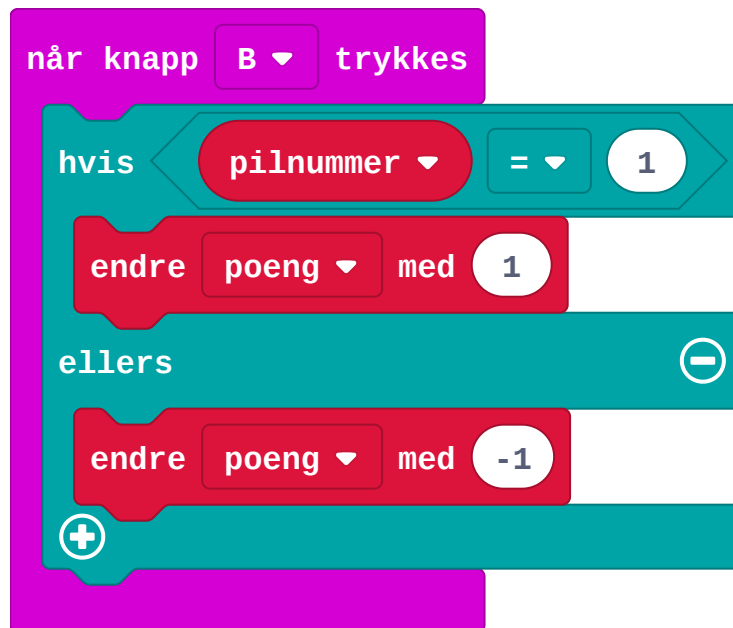 når knapp B trykkes
hvis pilnummer = 1
endre poeng med 1
ellers
endre poeng med -1